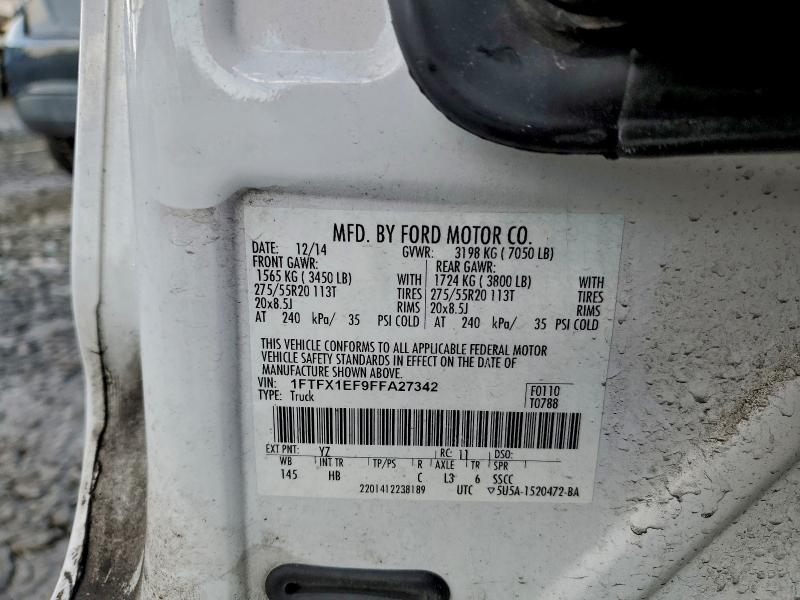 MFD. BY FORD MOTOR CO.
DATE: 12/14 GVWR: 3198 KG ( 7050 LB)
FRONT GAWR: REAR GAWR:
1565 KG ( 3450 LB) WITH 1724 KG ( 3800 LB) WITH
275/55R20 113T TIRES 275/55R20 113T TIRES
20x8.5J RIMS 20x8.5J RIMS
AT 240 kPa/ 35 PSI COLD AT 240 kPa/ 35 PSI COLD
THIS VEHICLE CONFORMS TO ALL APPLICABLE FEDERAL MOTOR
VEHICLE SAFETY STANDARDS IN EFFECT ON THE DATE OF
MANUFACTURE SHOWN ABOVE.
VIN: 1FTFX1EF9FFA27342 F0110
TYPE: Truck T0788
EXT PNT: YZ RC: 11 DSO:
WB INT TR TP/PS R AXLE TR SPR
145 HB C L3 6 SSCC
2201412238189 UTC ▽5U5A-1520472-BA